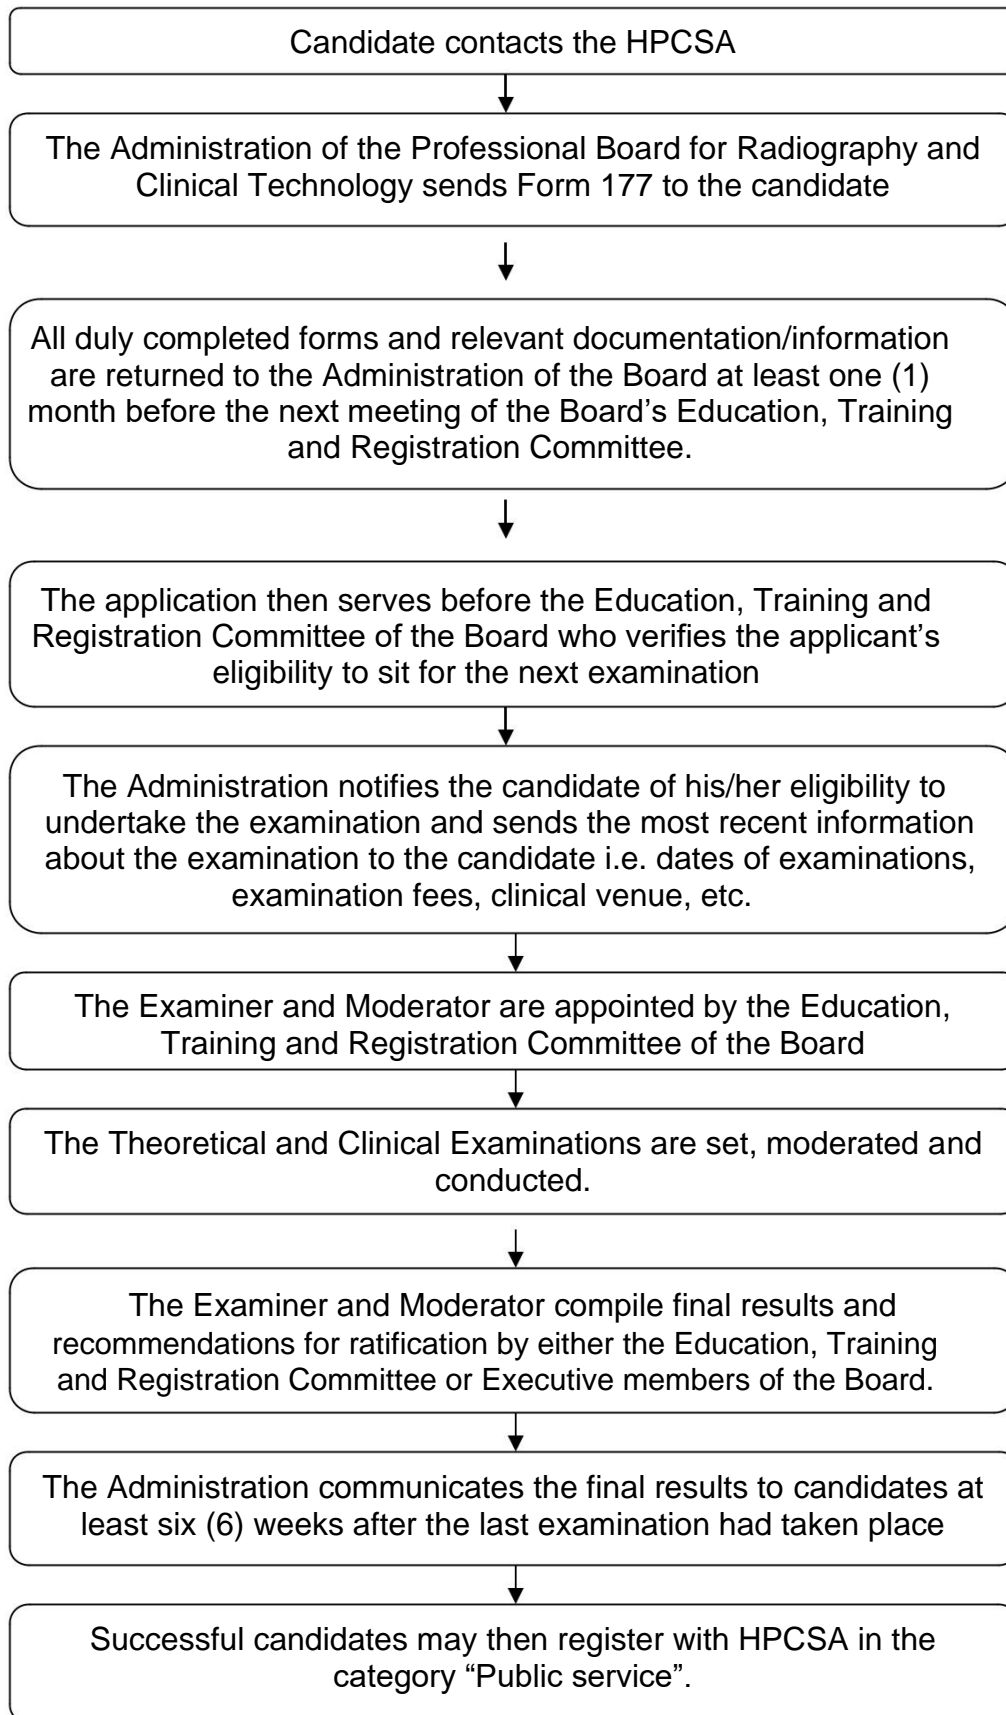 Candidate contacts the HPCSA
The Administration of the Professional Board for Radiography and
Clinical Technology sends Form 177 to the candidate
All duly completed forms and relevant documentation/information
are returned to the Administration of the Board at least one (1)
month before the next meeting of the Board’s Education, Training
and Registration Committee.
The application then serves before the Education, Training and
Registration Committee of the Board who verifies the applicant’s
eligibility to sit for the next examination
The Administration notifies the candidate of his/her eligibility to
undertake the examination and sends the most recent information
about the examination to the candidate i.e. dates of examinations,
examination fees, clinical venue, etc.
The Examiner and Moderator are appointed by the Education,
Training and Registration Committee of the Board
The Theoretical and Clinical Examinations are set, moderated and
conducted.
The Examiner and Moderator compile final results and
recommendations for ratification by either the Education, Training
and Registration Committee or Executive members of the Board.
The Administration communicates the final results to candidates at
least six (6) weeks after the last examination had taken place
Successful candidates may then register with HPCSA in the
category “Public service”.